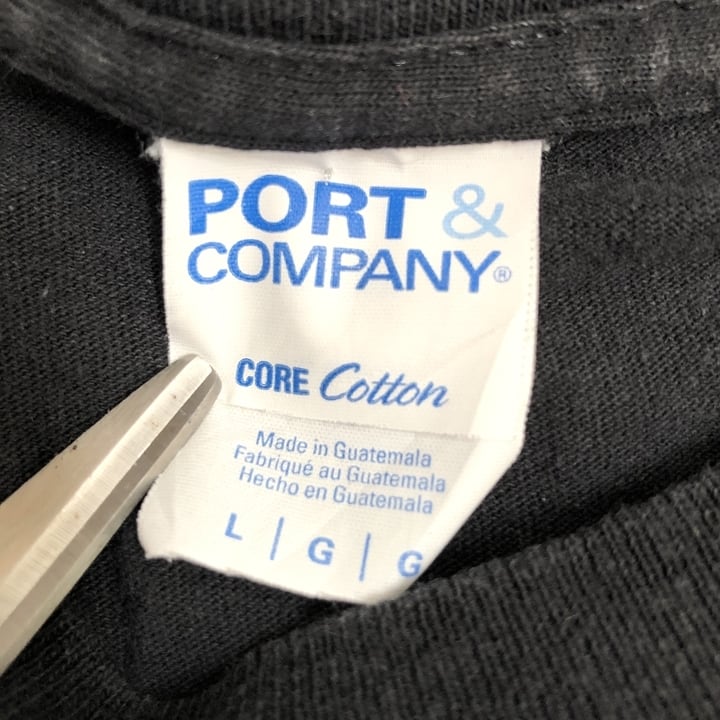 PORT &
COMPANY®
CORE Cotton
Made in Guatemala
Fabriqué au Guatemala
Hecho en Guatemala
L | G | G